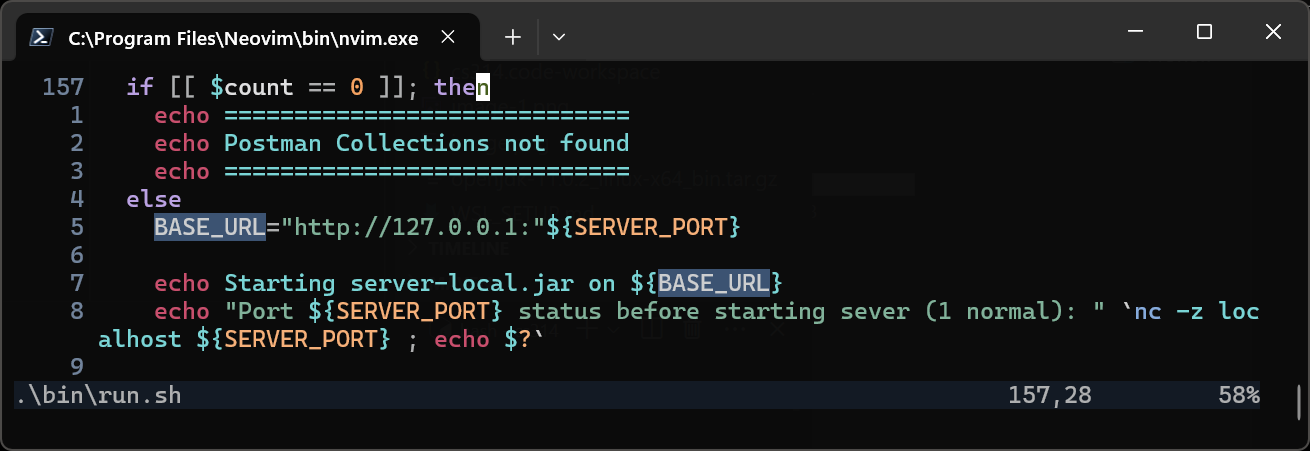 C:\Program Files\Neovim\bin\nvim.exe
157 if [[ $count == 0 ]]; then
1 echo =============================
2 echo Postman Collections not found
3 echo =============================
4 else
5 BASE_URL="http://127.0.0.1:"${SERVER_PORT}
6
7 echo Starting server-local.jar on ${BASE_URL}
8 echo "Port ${SERVER_PORT} status before starting sever (1 normal): " `nc -z loc
alhost ${SERVER_PORT} ; echo $?`
9
.\bin\run.sh 157,28 58%